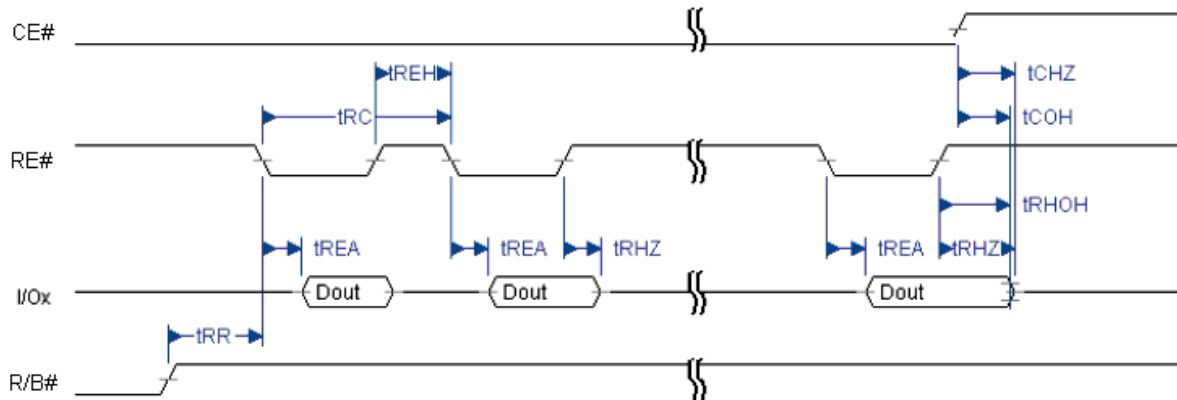 CE#
tREH
tCHZ
tRC
tCOH
RE#
tRHOH
tREA
tREA
tRHZ
tREA
tRHZ
I/Ox
Dout
Dout
Dout
tRR
R/B#